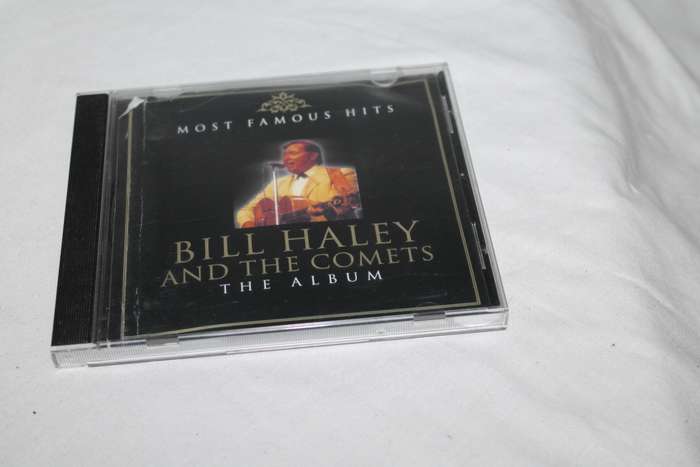 MOST FAMOUS HITS
BILL HALEY
AND THE COMETS
THE ALBUM